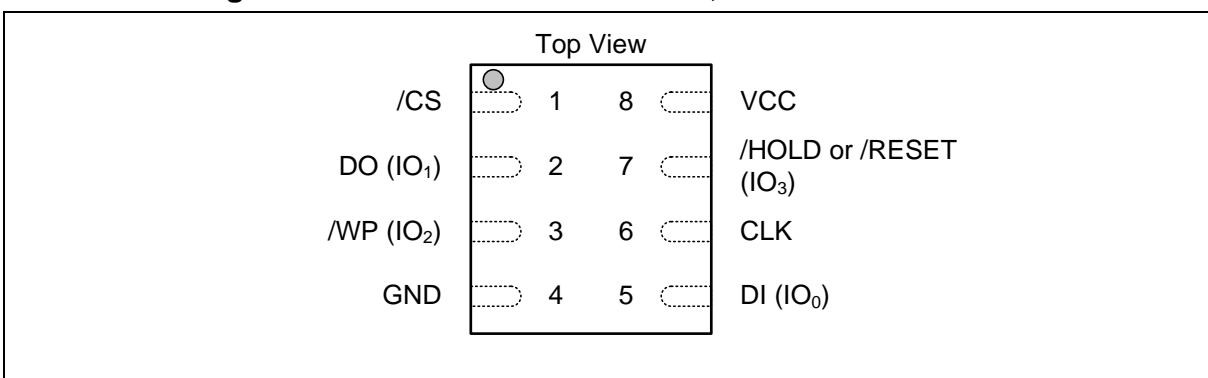 Top View
/CS 1 8 VCC
DO (IO₁) 2 7 /HOLD or /RESET
(IO₃)
/WP (IO₂) 3 6 CLK
GND 4 5 DI (IO₀)